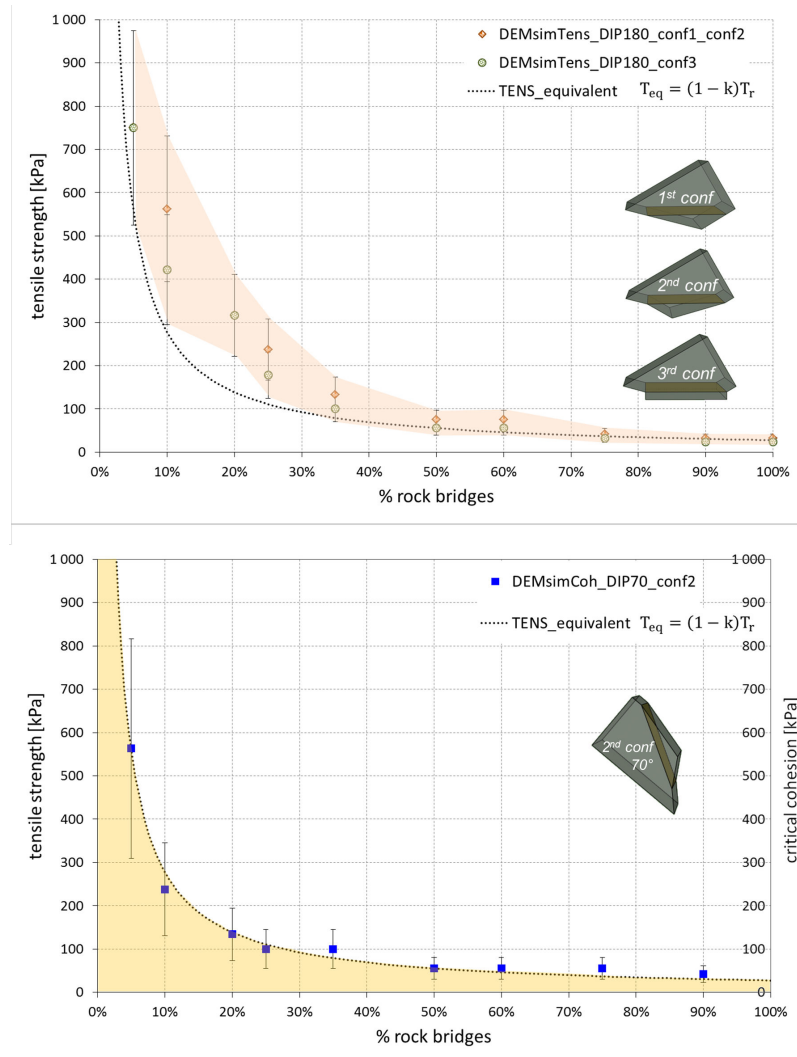 1 000
900
800
700
600
500
400
300
200
100
0
tensile strength [kPa]
DEMsimTens_DIP180_conf1_conf2
DEMsimTens_DIP180_conf3
TENS_equivalent T_eq = (1 − k)T_r
1st conf
2nd conf
3rd conf
0% 10% 20% 30% 40% 50% 60% 70% 80% 90% 100%
% rock bridges
1 000
900
800
700
600
500
400
300
200
100
0
tensile strength [kPa]
DEMsimCoh_DIP70_conf2
TENS_equivalent T_eq = (1 − k)T_r
2nd conf
70°
1 000
900
800
700
600
500
400
300
200
100
0
critical cohesion [kPa]
0% 10% 20% 30% 40% 50% 60% 70% 80% 90% 100%
% rock bridges